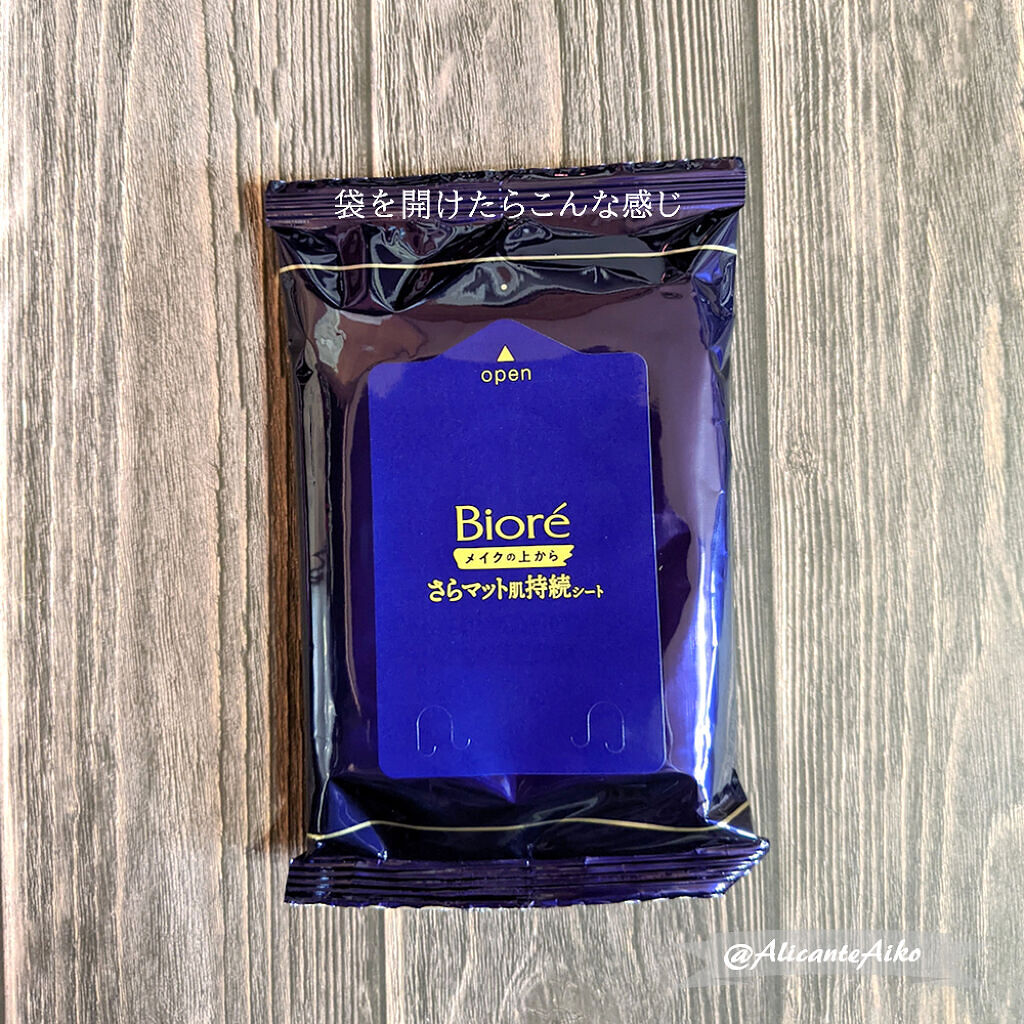 袋を開けたらこんな感じ
open
Bioré
メイクの上から
さらマット肌持続シート
@AlicanteAiko